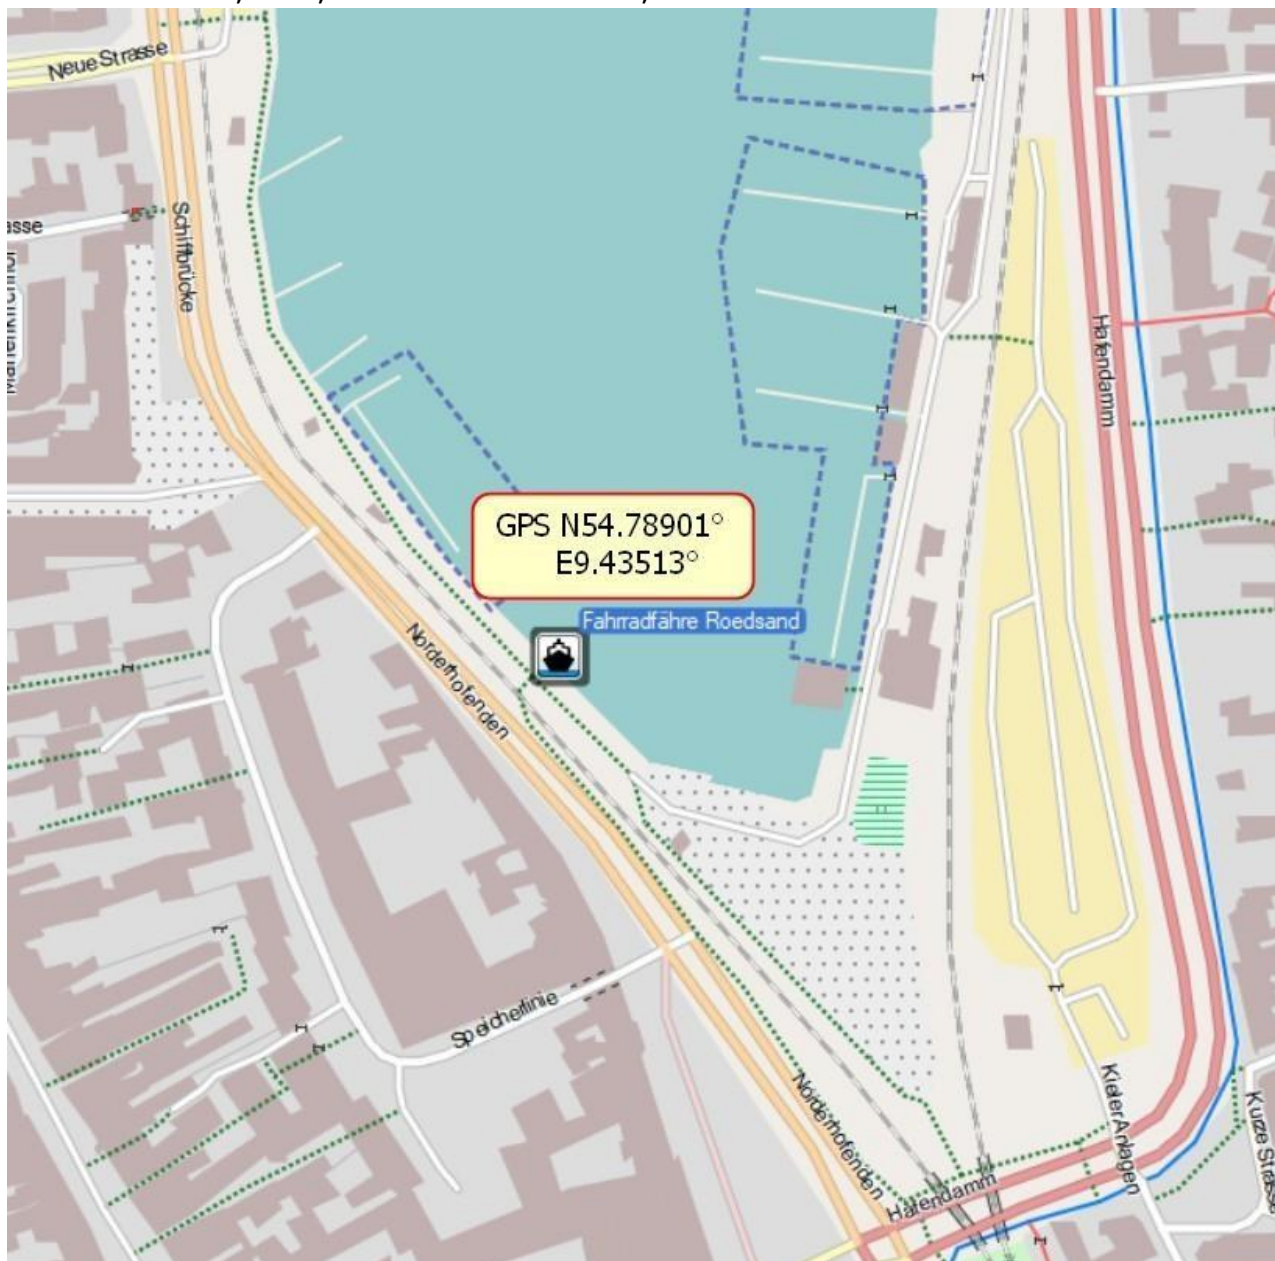 Neue Strasse
Schiffbrücke
asse
Hafendamm
GPS N54.78901°
E9.43513°
Fahrradfähre Roedsand
Norderhofenden
Speicherlinie
Norderhofenden
Kieler Anlagen
Kurze Strasse
Hafendamm